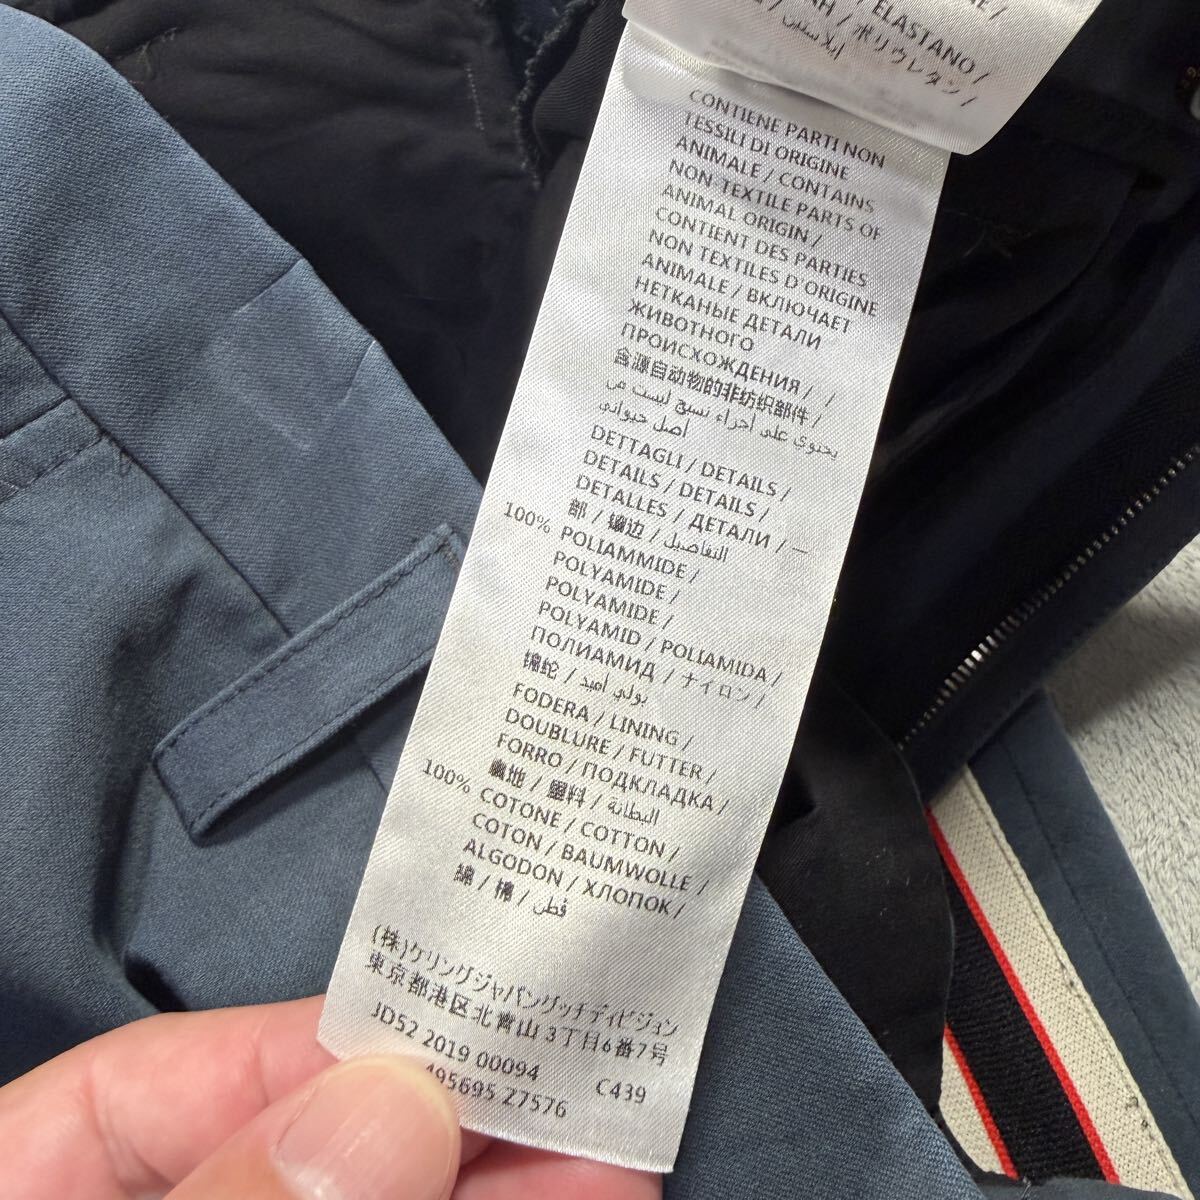 ELASTANO /
ポリウレタン /
CONTIENE PARTI NON
TESSILI DI ORIGINE
ANIMALE / CONTAINS
NON-TEXTILE PARTS OF
ANIMAL ORIGIN /
CONTIENT DES PARTIES
NON TEXTILES D'ORIGINE
ANIMALE / ВКЛЮЧАЕТ
НЕТКАНЫЕ ДЕТАЛИ
ЖИВОТНОГО
ПРОИСХОЖДЕНИЯ / /
含源自动物的非纺织部件 /
يحتوي على أجزاء نسيج ليست من
أصل حيواني
DETTAGLI / DETAILS /
DETAILS / DETAILS /
DETALLES / ДЕТАЛИ / 一
部 / 镶边 / التفاصيل
100% POLIAMMIDE /
POLYAMIDE /
POLYAMIDE /
POLYAMID / POLIAMIDA /
ПОЛИАМИД / ナイロン /
锦纶 / بولي أميد
FODERA / LINING /
DOUBLURE / FUTTER /
FORRO / ПОДКЛАДКА /
裏地 / 里料 / البطانة
100% COTONE / COTTON /
COTON / BAUMWOLLE /
ALGODON / ХЛОПОК /
綿 / 棉 / قطن
(株)ケリングジャパングッチディビジョン
東京都港区北青山 3丁目6番7号
JD52 2019 00094 C439
495695 27576